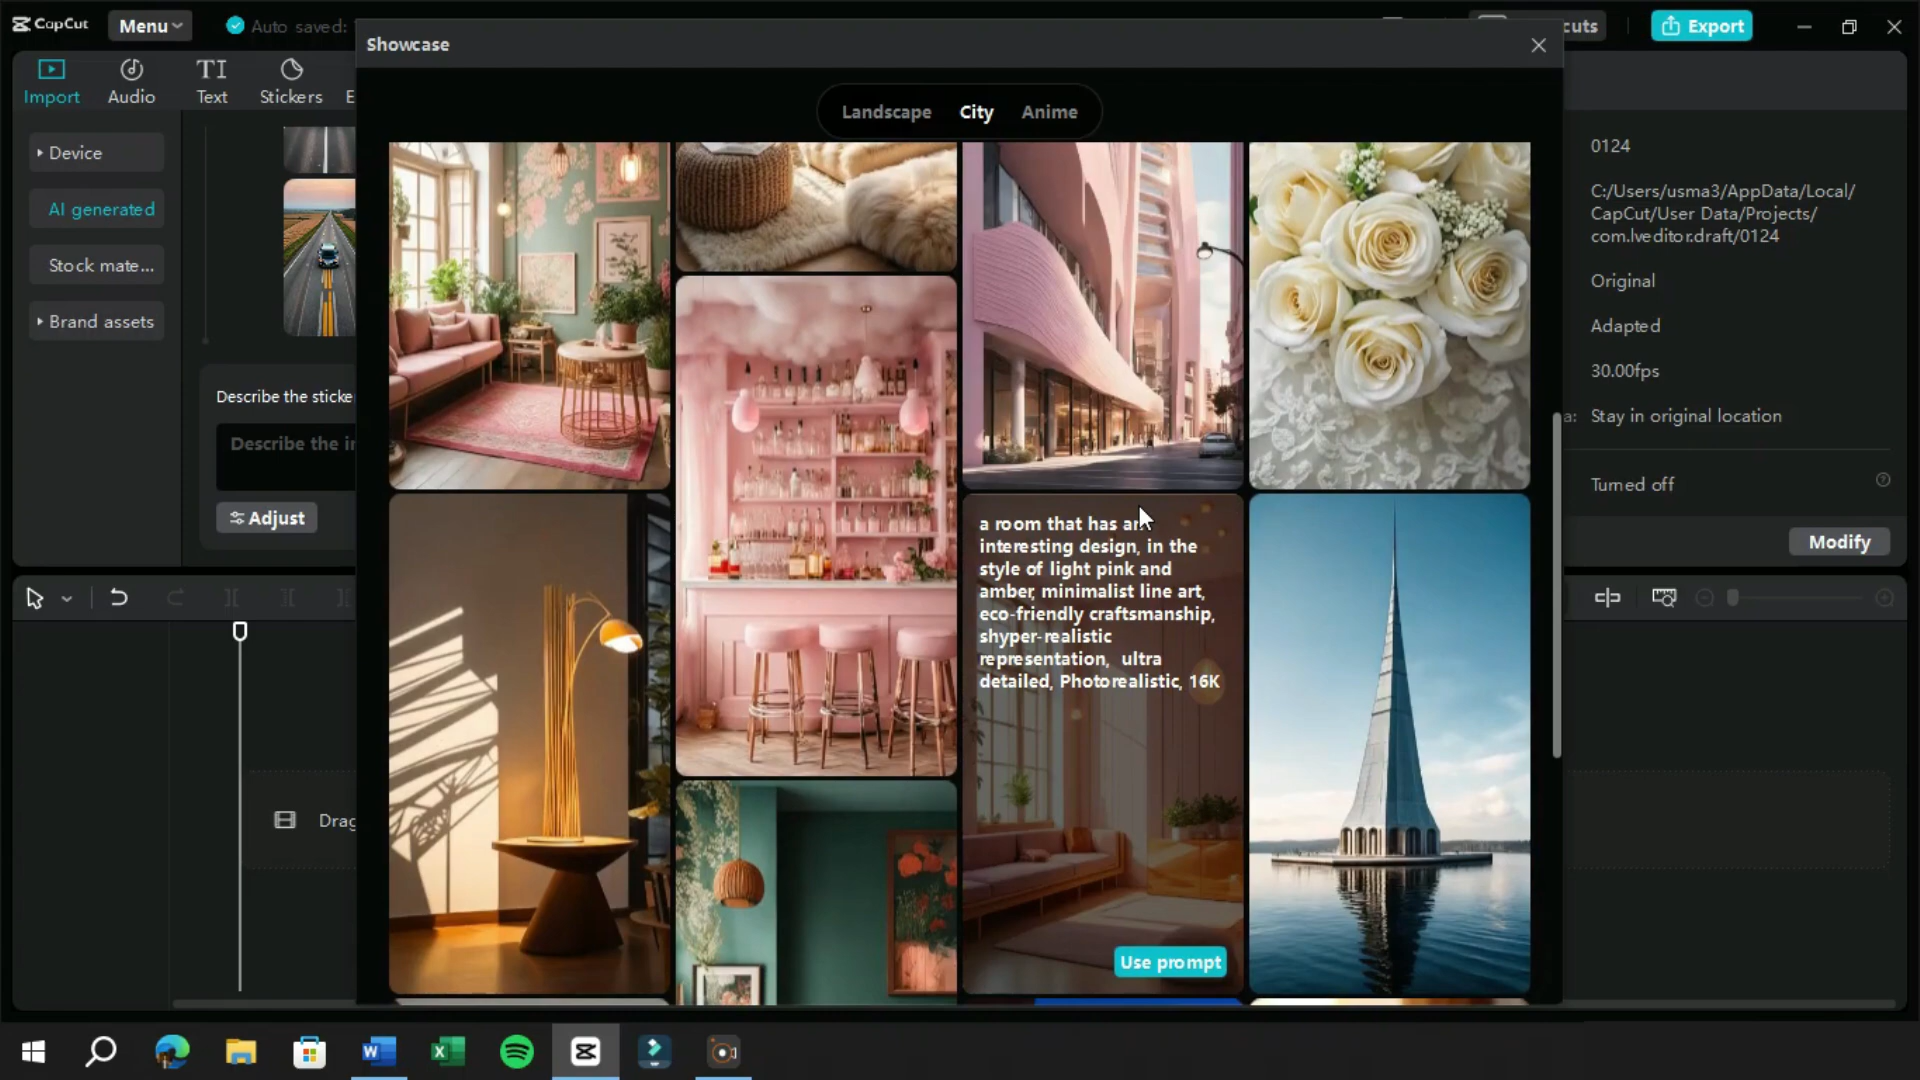 CapCut
Menu
Auto saved:
Showcase
cuts
Export
Import
Audio
Text
Stickers
E
Landscape
City
Anime
Device
AI generated
Stock mate...
Brand assets
Describe the sticke
Describe the i
Adjust
0124
C:/Users/usma3/AppData/Local/
CapCut/User Data/Projects/
com.lveditor.draft/0124
Original
Adapted
30.00fps
a:
Stay in original location
Turned off
Modify
a room that has an
interesting design, in the
style of light pink and
amber, minimalist line art,
eco-friendly craftsmanship,
shyper-realistic
representation, ultra
detailed, Photorealistic, 16K
Use prompt
Drag